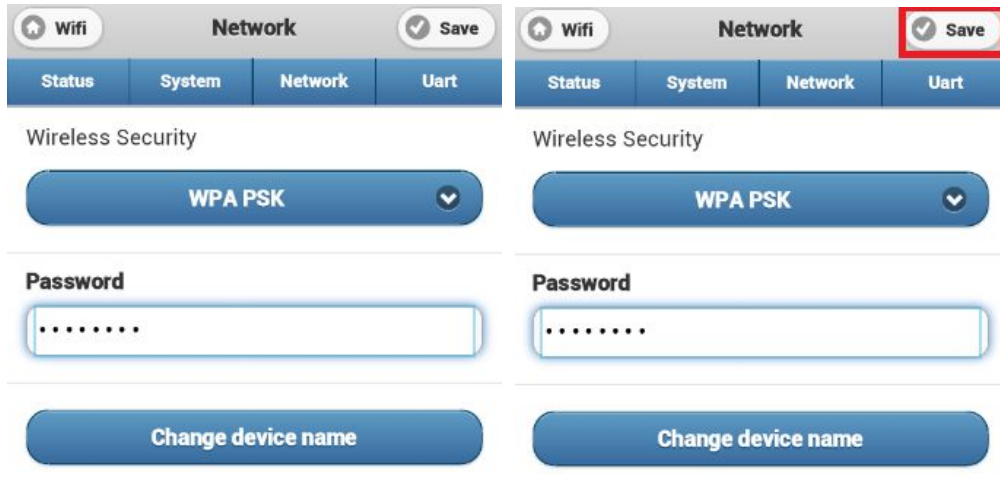 Wifi Network Save
Status System Network Uart
Wireless Security
WPA PSK
Password
••••••••
Change device name
Wifi Network Save
Status System Network Uart
Wireless Security
WPA PSK
Password
••••••••
Change device name